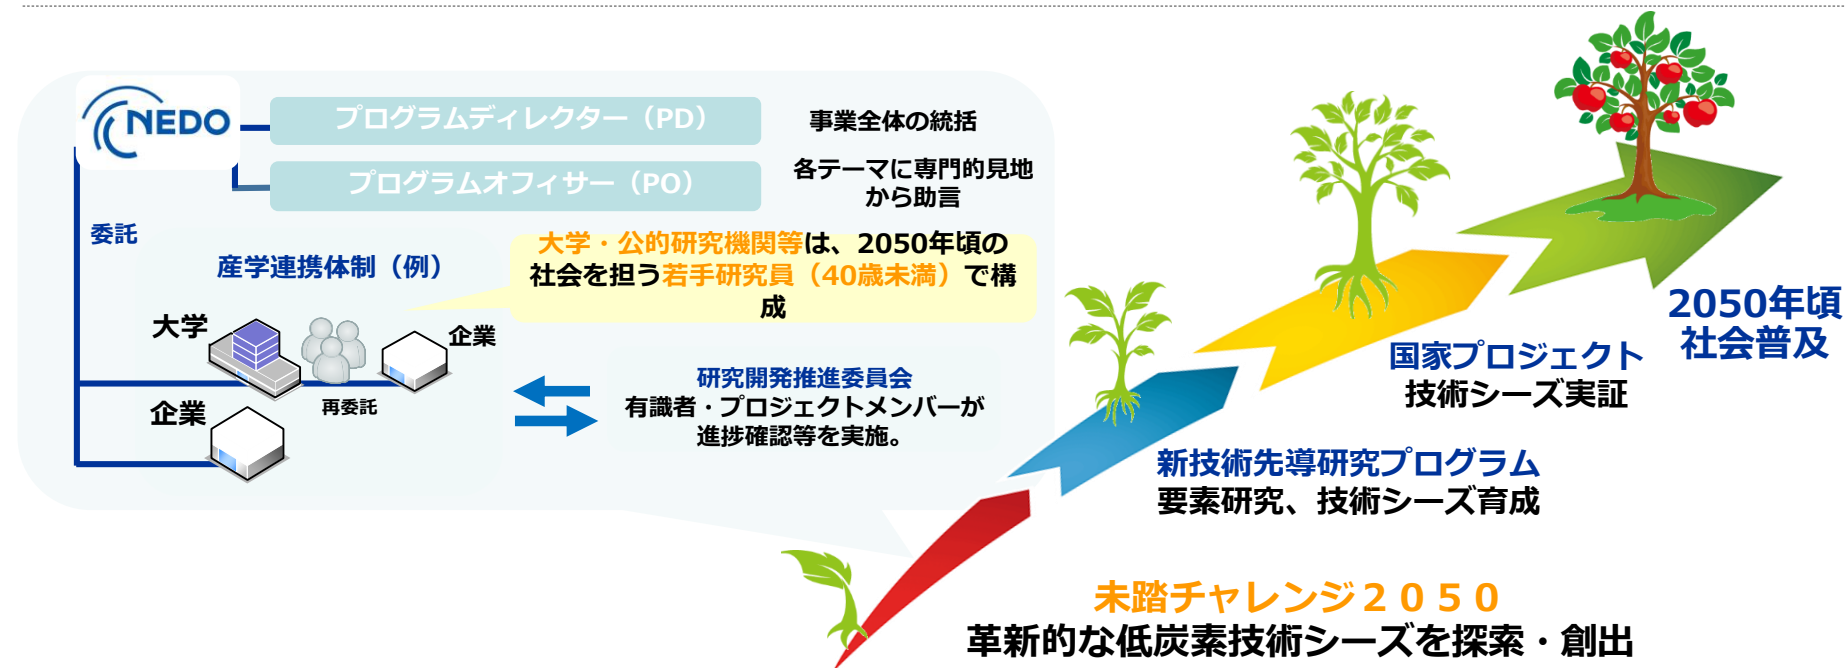 NEDO
プログラムディレクター（PD）
事業全体の統括
プログラムオフィサー（PO）
各テーマに専門的見地
から助言
委託
産学連携体制（例）
大学・公的研究機関等は、2050年頃の
社会を担う若手研究員（40歳未満）で構
成
大学
企業
再委託
企業
研究開発推進委員会
有識者・プロジェクトメンバーが
進捗確認等を実施。
2050年頃
社会普及
国家プロジェクト
技術シーズ実証
新技術先導研究プログラム
要素研究、技術シーズ育成
未踏チャレンジ２０５０
革新的な低炭素技術シーズを探索・創出